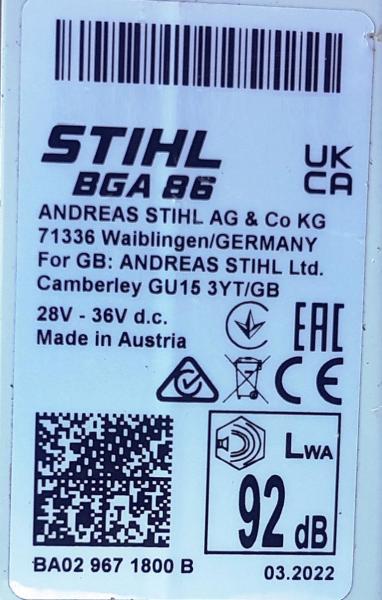 STIHL
BGA 86
UK
CA
ANDREAS STIHL AG & Co KG
71336 Waiblingen/GERMANY
For GB: ANDREAS STIHL Ltd.
Camberley GU15 3YT/GB
28V - 36V d.c.
Made in Austria
EAC
CE
LWA
92 dB
BA02 967 1800 B
03.2022